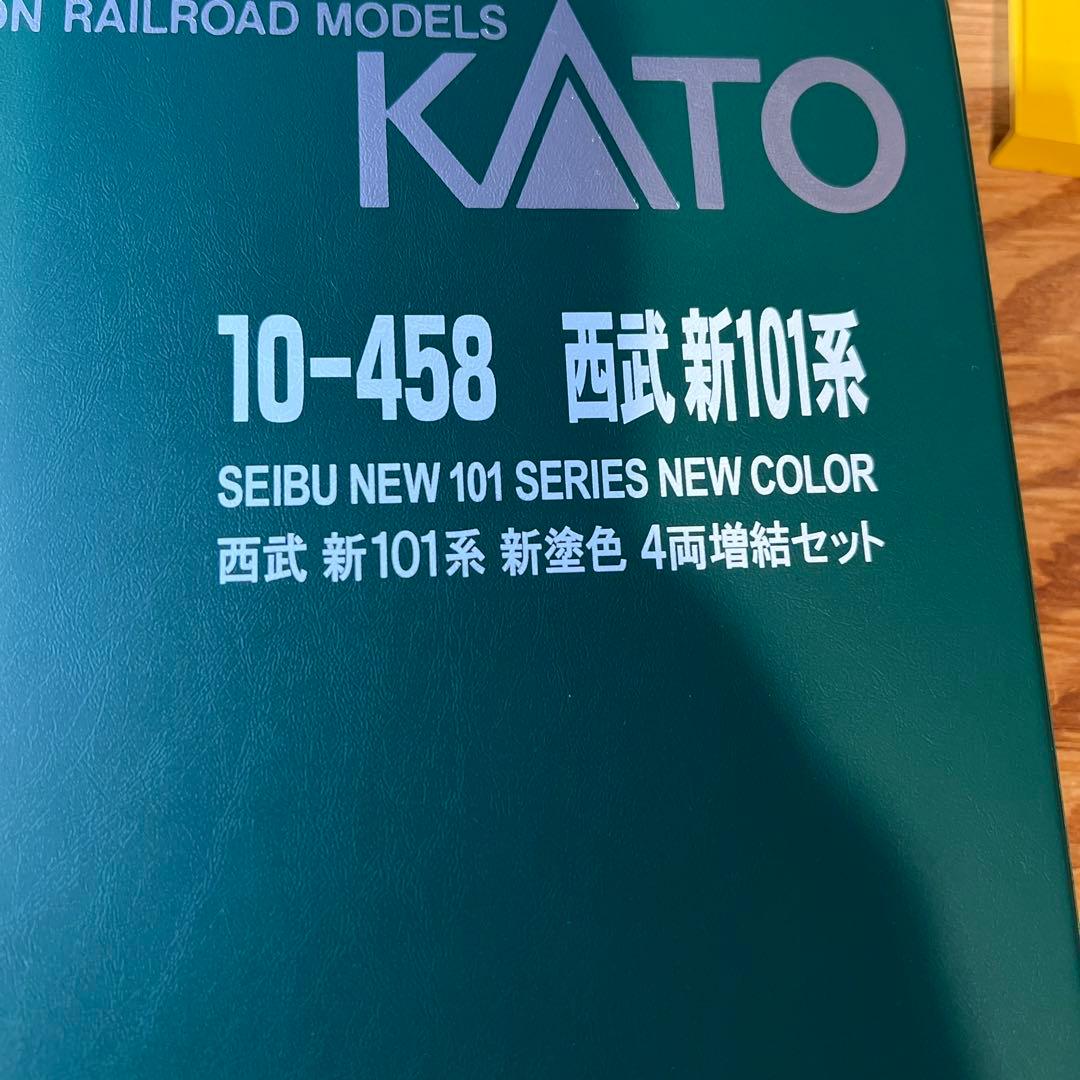 RAILROAD MODELS
KATO
10-458 西武 新101系
SEIBU NEW 101 SERIES NEW COLOR
西武 新101系 新塗色 4両増結セット